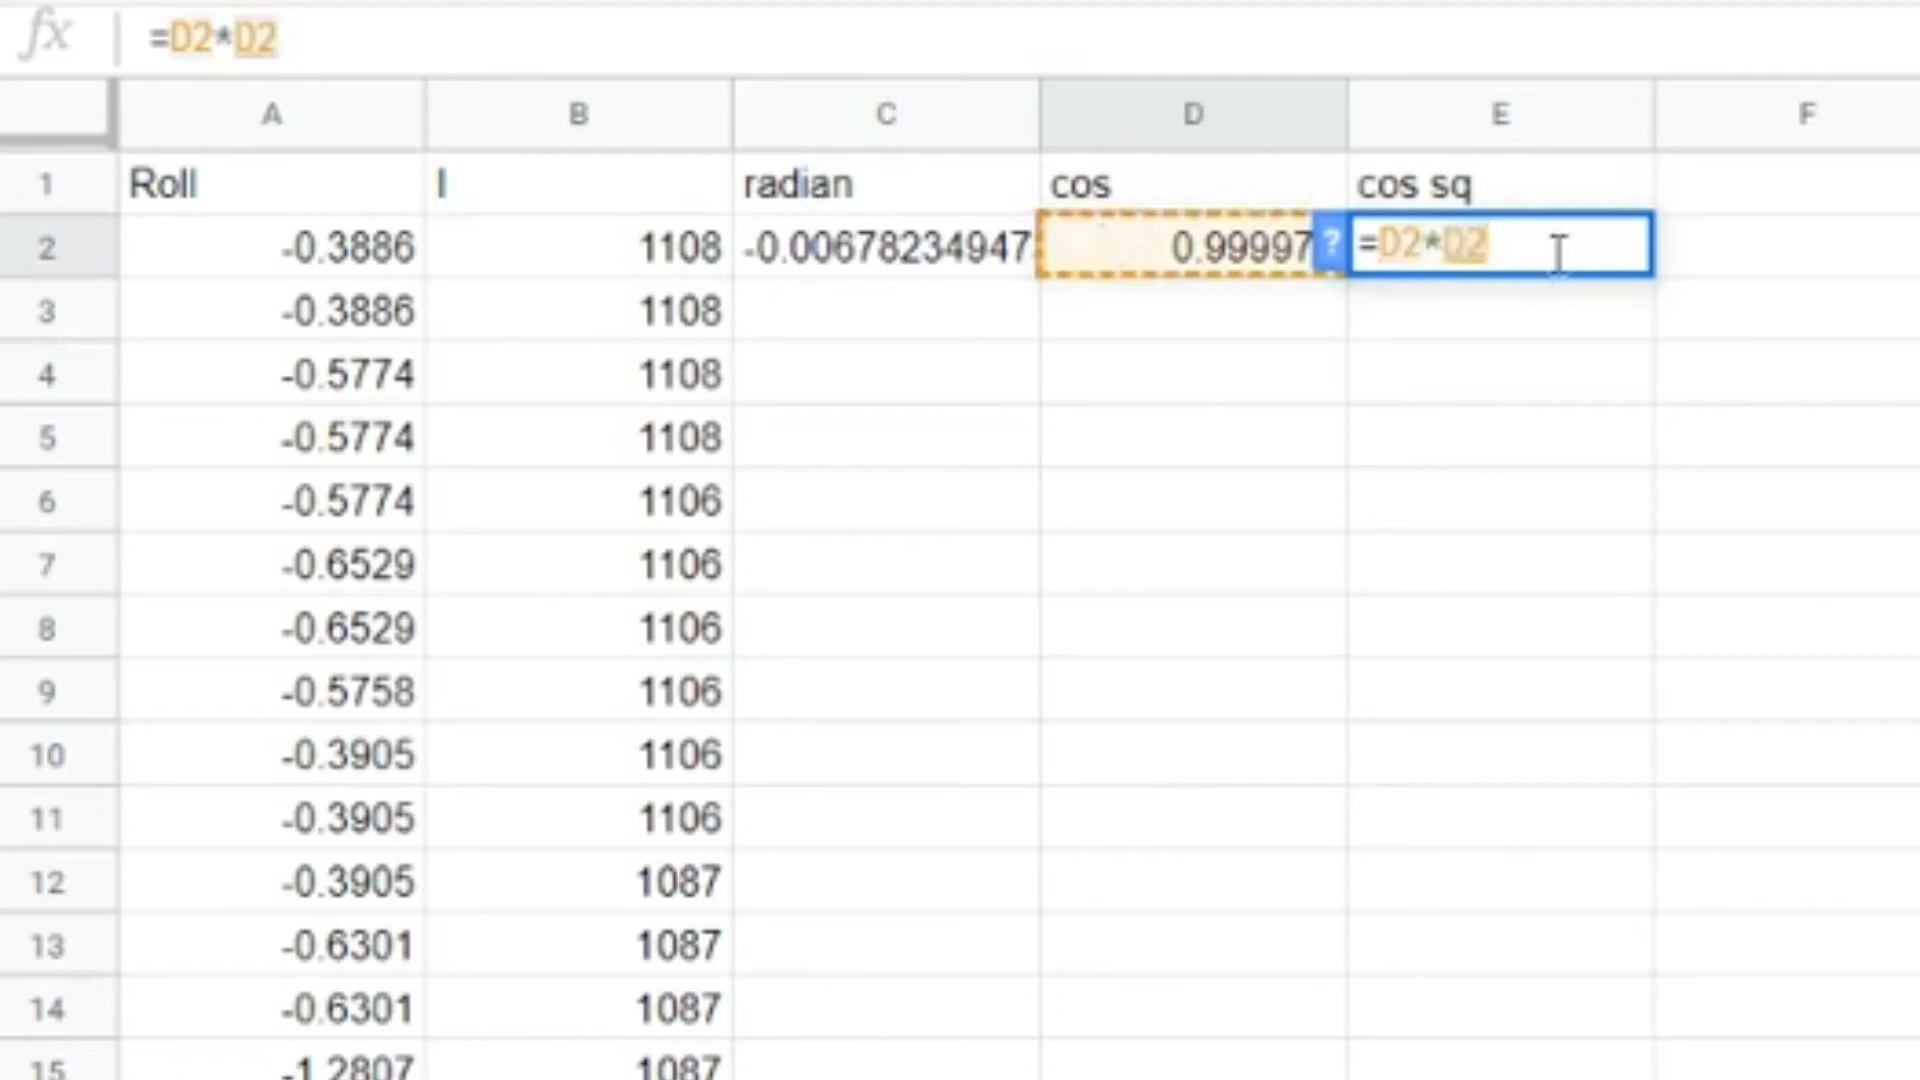 fx =D2*D2
A B C D E F
1 Roll I radian cos cos sq
2 -0.3886 1108 -0.00678234947 0.99997 ? =D2*D2
3 -0.3886 1108
4 -0.5774 1108
5 -0.5774 1108
6 -0.5774 1106
7 -0.6529 1106
8 -0.6529 1106
9 -0.5758 1106
10 -0.3905 1106
11 -0.3905 1106
12 -0.3905 1087
13 -0.6301 1087
14 -0.6301 1087
15 -1.2807 1087